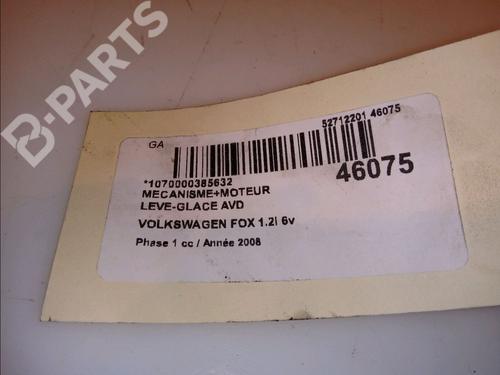 B-PARTS
GA
52712201 46075
46075
*1070000385632
MECANISME+MOTEUR
LEVE-GLACE AVD
VOLKSWAGEN FOX 1.2i 6v
Phase 1 cc / Année 2008